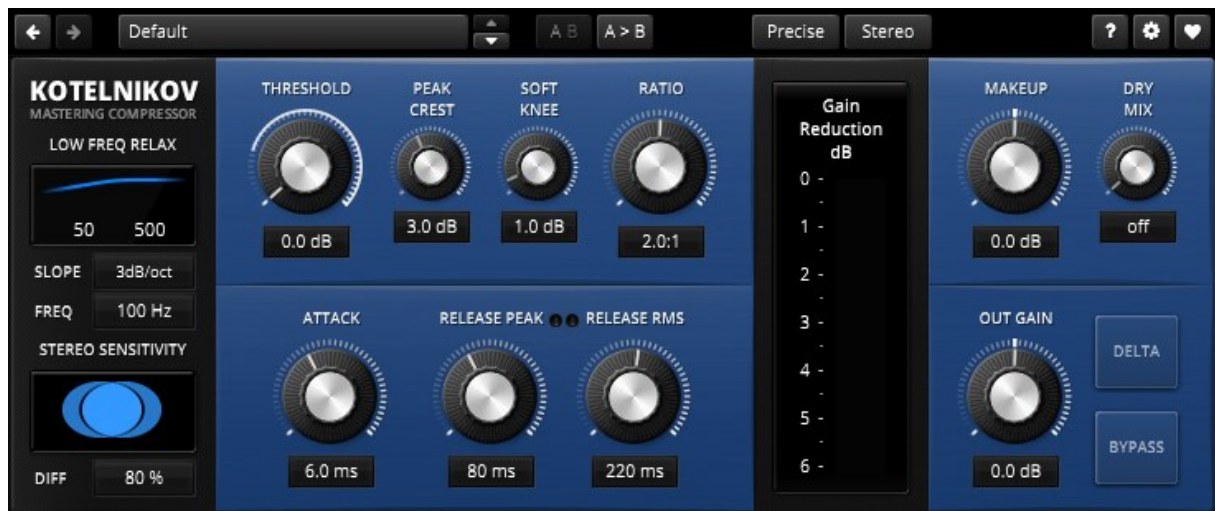 Default
A B
A > B
Precise
Stereo
?
KOTELNIKOV
MASTERING COMPRESSOR
LOW FREQ RELAX
50 500
SLOPE 3dB/oct
FREQ 100 Hz
STEREO SENSITIVITY
DIFF 80 %
THRESHOLD
0.0 dB
PEAK
CREST
3.0 dB
SOFT
KNEE
1.0 dB
RATIO
2.0:1
ATTACK
6.0 ms
RELEASE PEAK
80 ms
RELEASE RMS
220 ms
Gain
Reduction
dB
0 -
-
1 -
-
2 -
-
3 -
-
4 -
-
5 -
-
6 -
MAKEUP
0.0 dB
DRY
MIX
off
OUT GAIN
0.0 dB
DELTA
BYPASS